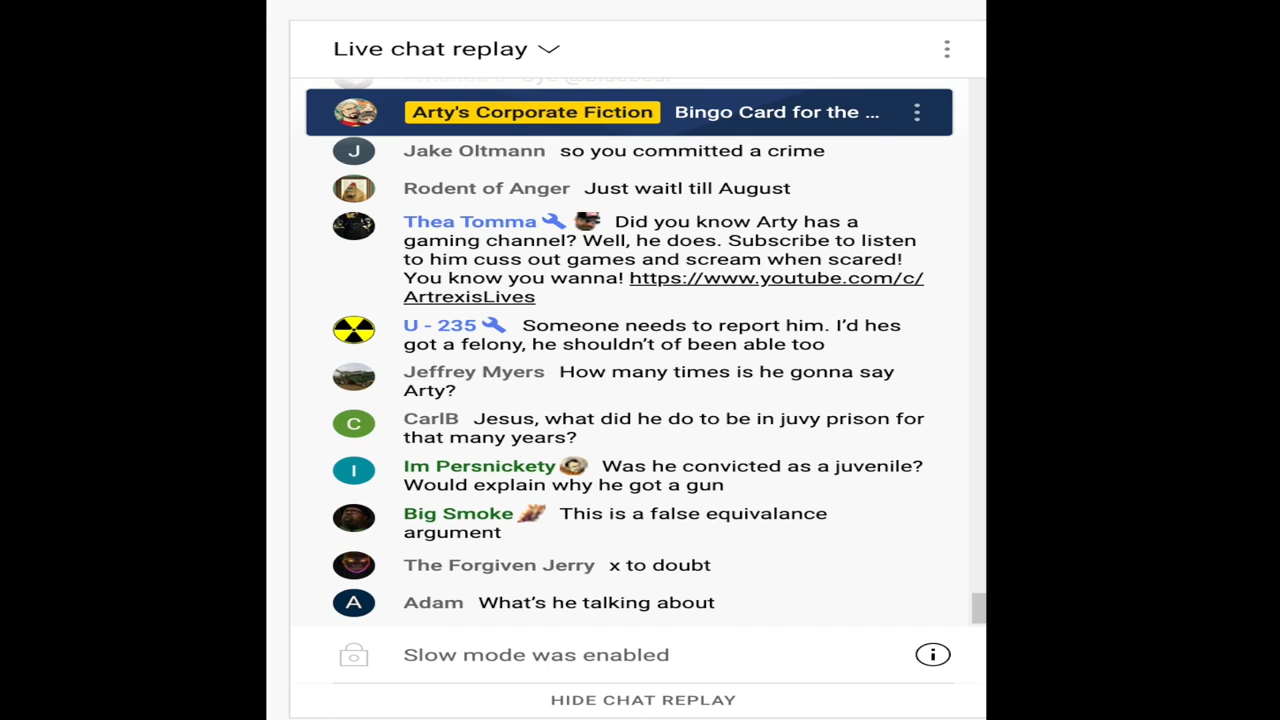 Live chat replay
Arty's Corporate Fiction Bingo Card for the ...
J Jake Oltmann so you committed a crime
Rodent of Anger Just waitl till August
Thea Tomma Did you know Arty has a
gaming channel? Well, he does. Subscribe to listen
to him cuss out games and scream when scared!
You know you wanna! https://www.youtube.com/c/
ArtrexisLives
U - 235 Someone needs to report him. I'd hes
got a felony, he shouldn't of been able too
Jeffrey Myers How many times is he gonna say
Arty?
C CarlB Jesus, what did he do to be in juvy prison for
that many years?
I Im Persnickety Was he convicted as a juvenile?
Would explain why he got a gun
Big Smoke This is a false equivalance
argument
The Forgiven Jerry x to doubt
A Adam What's he talking about
Slow mode was enabled
HIDE CHAT REPLAY